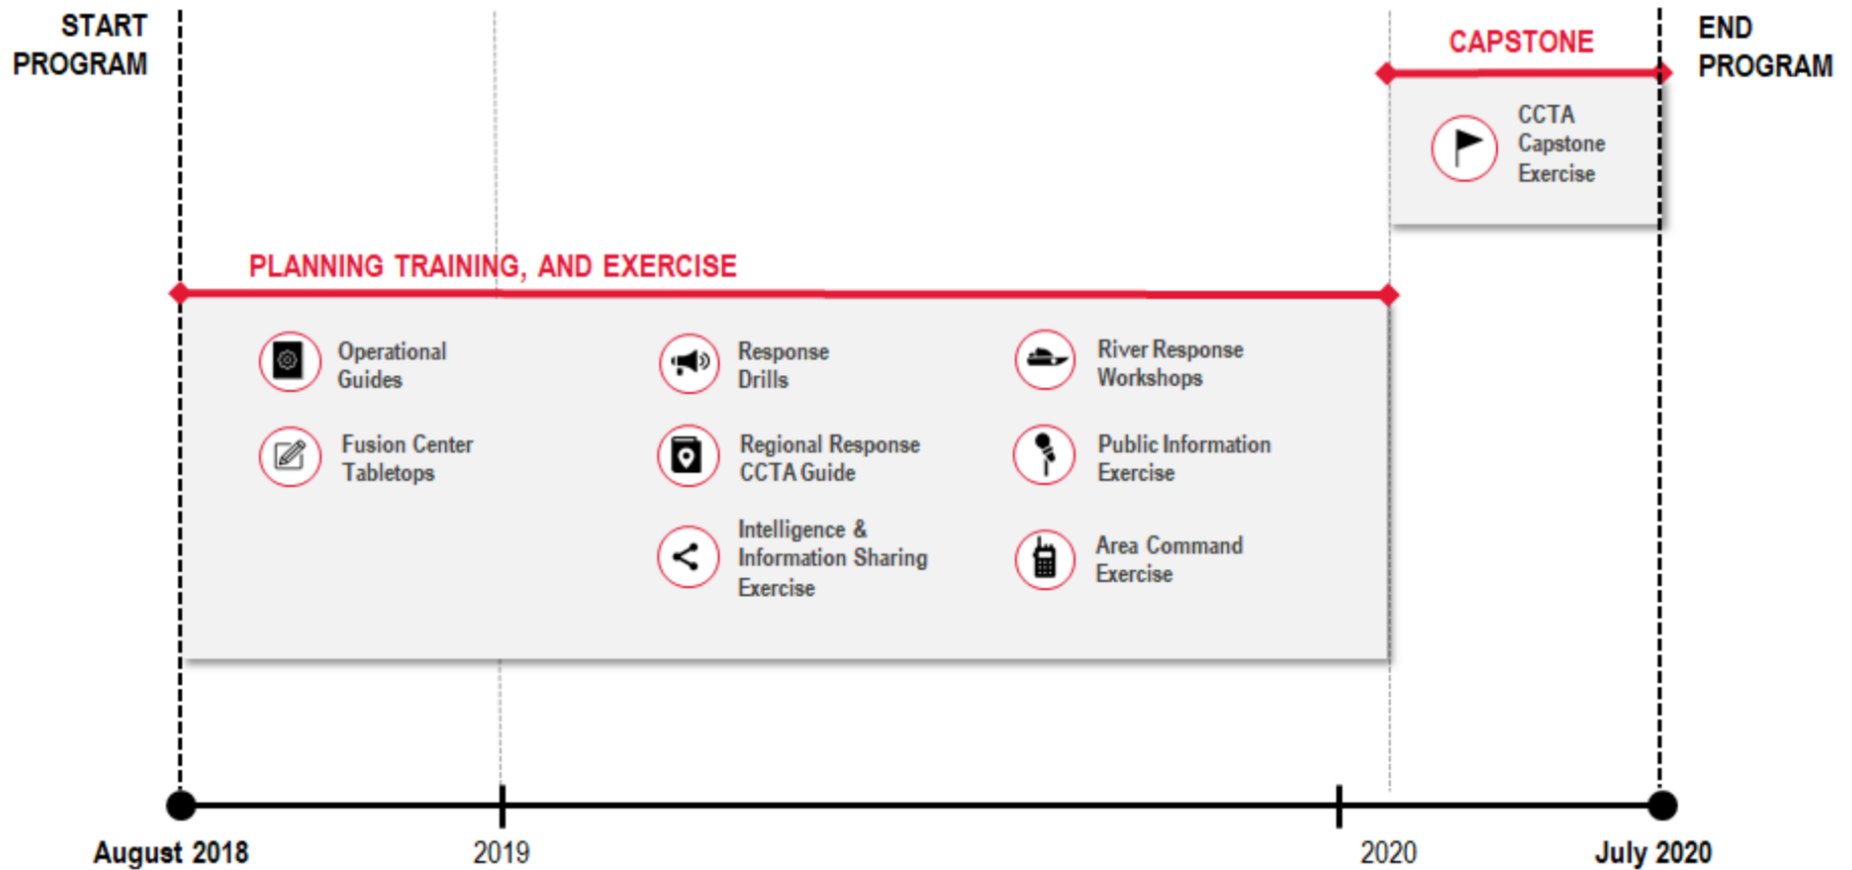 START
PROGRAM
CAPSTONE
END
PROGRAM
CCTA
Capstone
Exercise
PLANNING TRAINING, AND EXERCISE
Operational
Guides
Response
Drills
River Response
Workshops
Fusion Center
Tabletops
Regional Response
CCTA Guide
Public Information
Exercise
Intelligence &
Information Sharing
Exercise
Area Command
Exercise
August 2018
2019
2020
July 2020